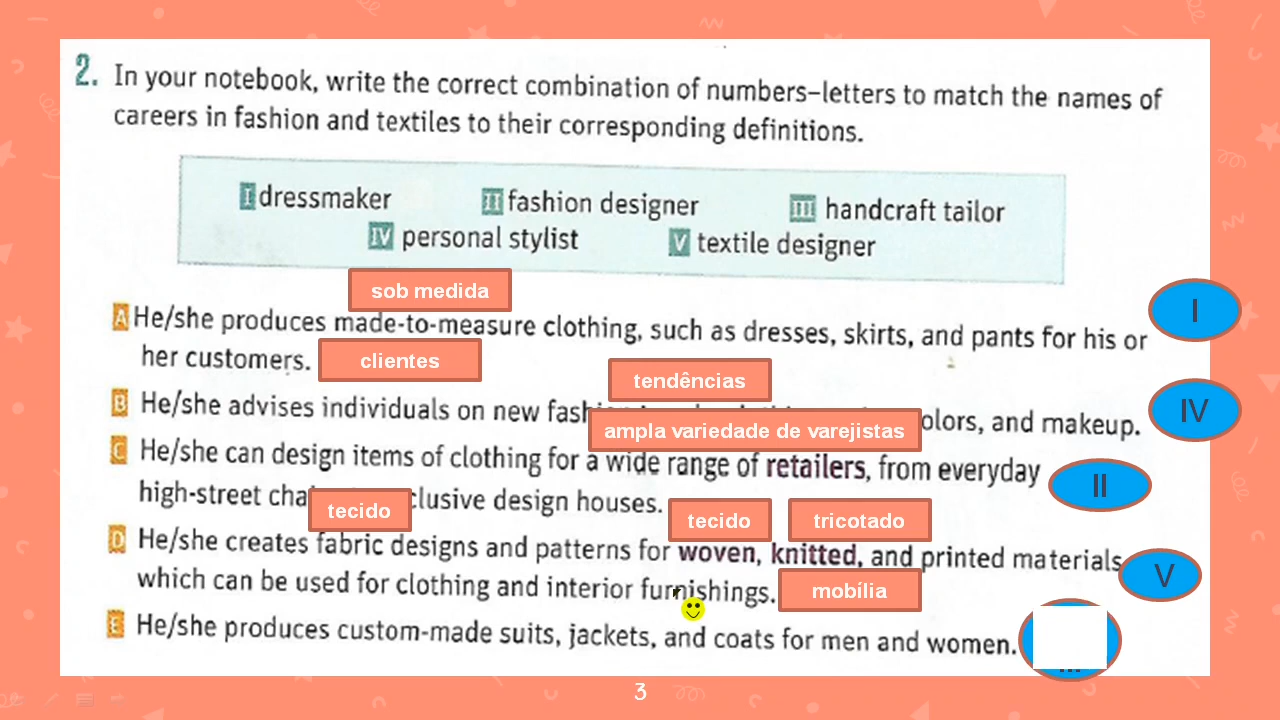 2. In your notebook, write the correct combination of numbers–letters to match the names of
careers in fashion and textiles to their corresponding definitions.
I dressmaker II fashion designer III handcraft tailor
IV personal stylist V textile designer
sob medida
A He/she produces made-to-measure clothing, such as dresses, skirts, and pants for his or
I
her customers. clientes
tendências
B He/she advises individuals on new olors, and makeup.
IV
ampla variedade de varejistas
C He/she can design items of clothing for a wide range of retailers, from everyday
II
high-street clusive design houses.
tecido
tecido
tricotado
D He/she creates fabric designs and patterns for woven, knitted, and printed materials
V
which can be used for clothing and interior furnishings. mobília
E He/she produces custom-made suits, jackets, and coats for men and women.
3